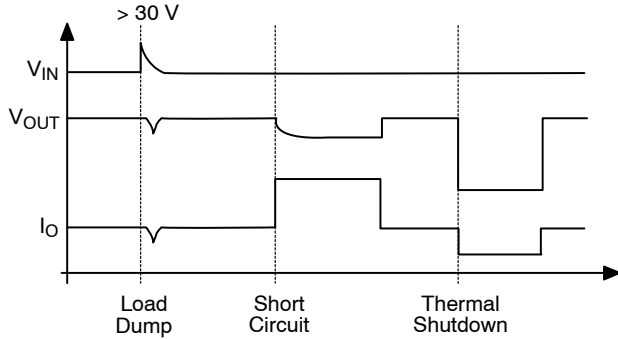 > 30 V
VIN
VOUT
IO
Load
Dump
Short
Circuit
Thermal
Shutdown